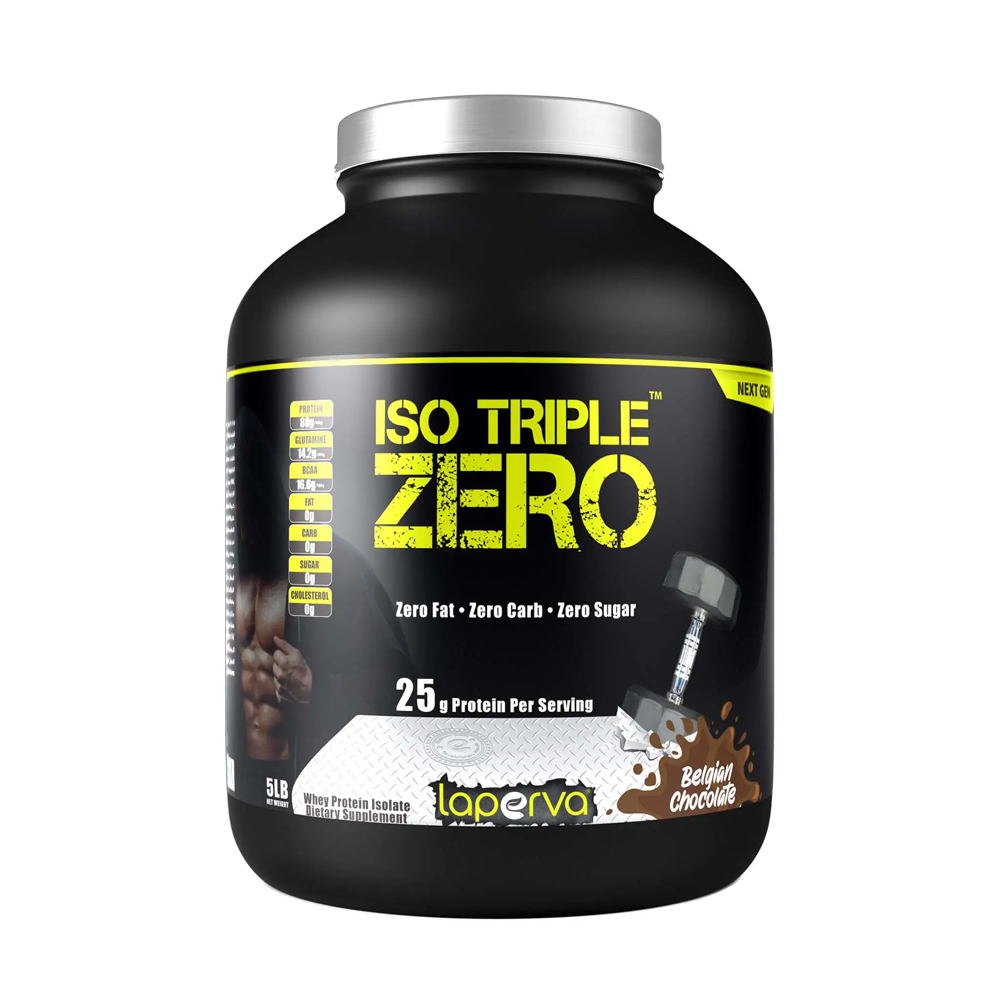 NEXT GEN
ISO TRIPLE™
ZERO
PROTEIN
80g
GLUTAMINE
14.2g
BCAA
16.8g
FAT
0g
CARB
0g
SUGAR
0g
CHOLESTEROL
0g
Zero Fat • Zero Carb • Zero Sugar
25g Protein Per Serving
5LB
NET WEIGHT
Whey Protein Isolate
Dietary Supplement
laperva
Belgian
Chocolate